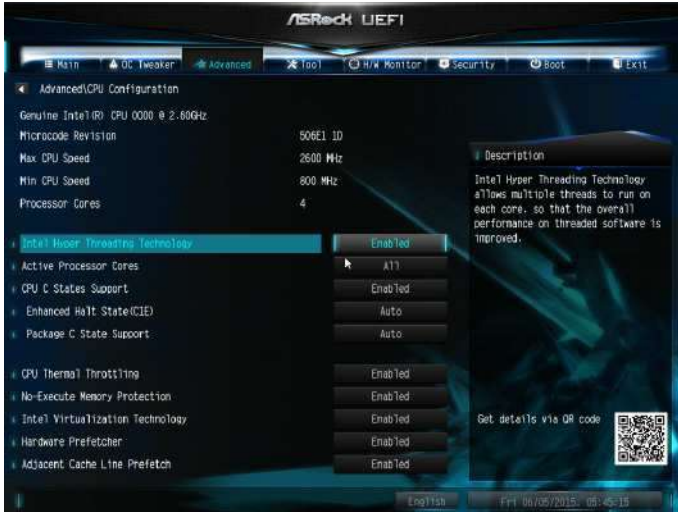 ASRock UEFI
Main OC Tweaker Advanced Tool H/W Monitor Security Boot Exit
Advanced\CPU Configuration
Genuine Intel(R) CPU 0000 @ 2.60GHz
Microcode Revision 506E1 1D
Max CPU Speed 2600 MHz
Min CPU Speed 800 MHz
Processor Cores 4
Intel Hyper Threading Technology Enabled
Active Processor Cores All
CPU C States Support Enabled
Enhanced Halt State(C1E) Auto
Package C State Support Auto
CPU Thermal Throttling Enabled
No-Execute Memory Protection Enabled
Intel Virtualization Technology Enabled
Hardware Prefetcher Enabled
Adjacent Cache Line Prefetch Enabled
Description
Intel Hyper Threading Technology
allows multiple threads to run on
each core. so that the overall
performance on threaded software is
improved.
Get details via QR code
English
Fri 06/05/2015. 05:45:15